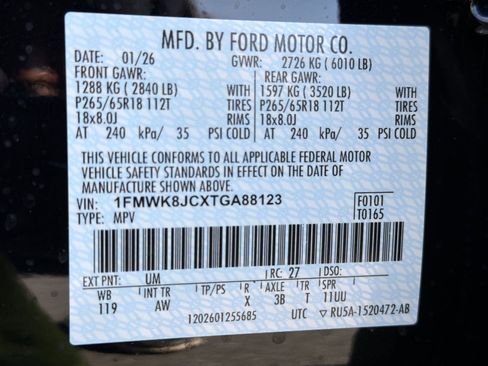 MFD. BY FORD MOTOR CO.
DATE: 01/26 GVWR: 2726 KG (6010 LB)
FRONT GAWR: REAR GAWR:
1288 KG (2840 LB) 1597 KG (3520 LB)
P265/65R18 112T TIRES P265/65R18 112T TIRES
18x8.0J RIMS 18x8.0J RIMS
AT 240 kPa/ 35 PSI COLD AT 240 kPa/ 35 PSI COLD
THIS VEHICLE CONFORMS TO ALL APPLICABLE FEDERAL MOTOR
VEHICLE SAFETY STANDARDS IN EFFECT ON THE DATE OF
MANUFACTURE SHOWN ABOVE.
VIN: 1FMWK8JCXTGA88123 F0101
TYPE: MPV T0165
EXT PNT: UM RC: 27 DSO:
WB INT TR TP/PS R AXLE TR SPR
119 AW X 3B T 11UU
1202601255685 UTC ▽ RU5A-1520472-AB